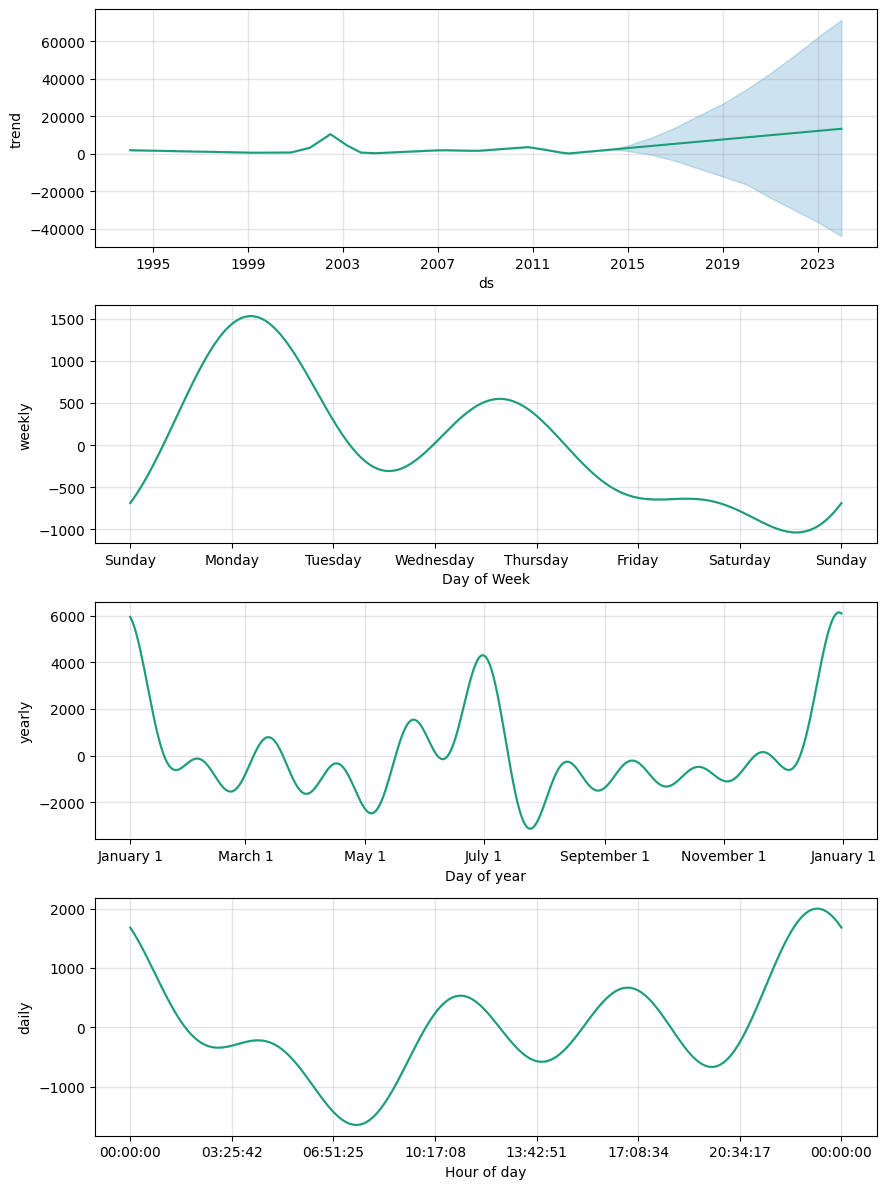 60000
40000
20000
0
−20000
−40000
trend
1995 1999 2003 2007 2011 2015 2019 2023
ds
1500
1000
500
0
−500
−1000
weekly
Sunday Monday Tuesday Wednesday Thursday Friday Saturday Sunday
Day of Week
6000
4000
2000
0
−2000
yearly
January 1 March 1 May 1 July 1 September 1 November 1 January 1
Day of year
2000
1000
0
−1000
daily
00:00:00 03:25:42 06:51:25 10:17:08 13:42:51 17:08:34 20:34:17 00:00:00
Hour of day